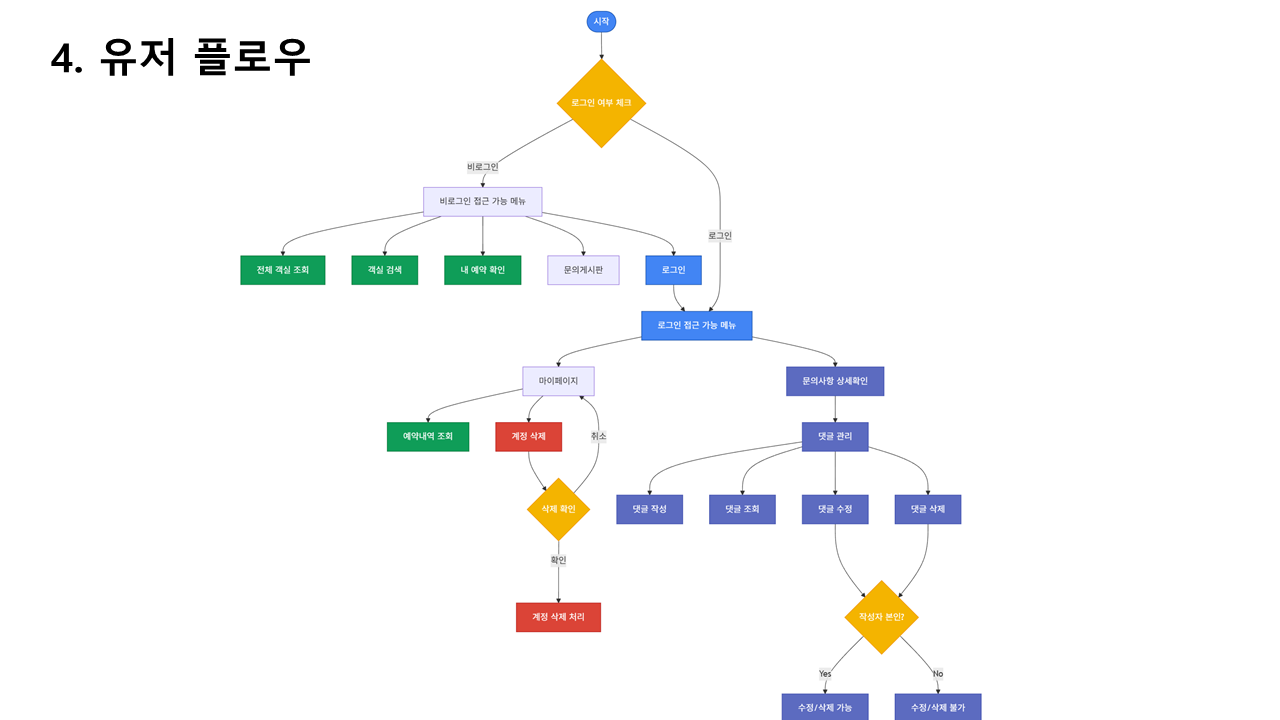 시작
4. 유저 플로우
로그인 여부 체크
비로그인
비로그인 접근 가능 메뉴
로그인
전체 객실 조회
객실 검색
내 예약 확인
문의게시판
로그인
로그인 접근 가능 메뉴
마이페이지
문의사항 상세확인
예약내역 조회
계정 삭제
취소
댓글 관리
삭제 확인
댓글 작성
댓글 조회
댓글 수정
댓글 삭제
확인
계정 삭제 처리
작성자 본인?
Yes
No
수정/삭제 가능
수정/삭제 불가